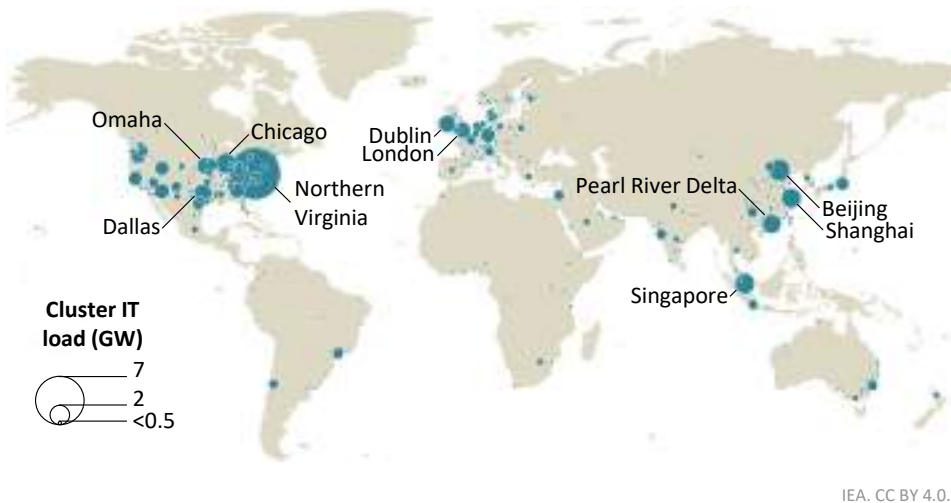 Omaha
Chicago
Dublin
London
Northern
Virginia
Pearl River Delta
Dallas
Beijing
Shanghai
Singapore
Cluster IT
load (GW)
7
2
<0.5
IEA. CC BY 4.0.